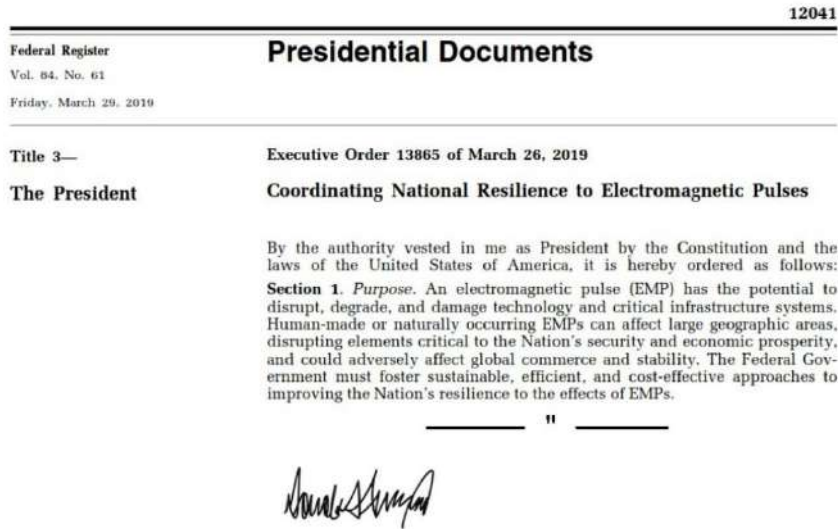 12041
Federal Register
Vol. 84, No. 61
Friday, March 29, 2019
Presidential Documents
Title 3—
The President
Executive Order 13865 of March 26, 2019
Coordinating National Resilience to Electromagnetic Pulses
By the authority vested in me as President by the Constitution and the
laws of the United States of America, it is hereby ordered as follows:
Section 1. Purpose. An electromagnetic pulse (EMP) has the potential to
disrupt, degrade, and damage technology and critical infrastructure systems.
Human-made or naturally occurring EMPs can affect large geographic areas,
disrupting elements critical to the Nation's security and economic prosperity,
and could adversely affect global commerce and stability. The Federal Gov-
ernment must foster sustainable, efficient, and cost-effective approaches to
improving the Nation's resilience to the effects of EMPs.
"